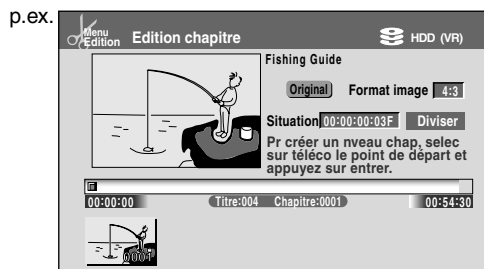 p.ex.
Menu
Edition
Edition chapitre
HDD (VR)
Fishing Guide
Original
Format image 4:3
Situation 00:00:00:03F Diviser
Pr créer un nveau chap, selec
sur téléco le point de départ et
appuyez sur entrer.
00:00:00 Titre:004 Chapitre:0001 00:54:30
0001